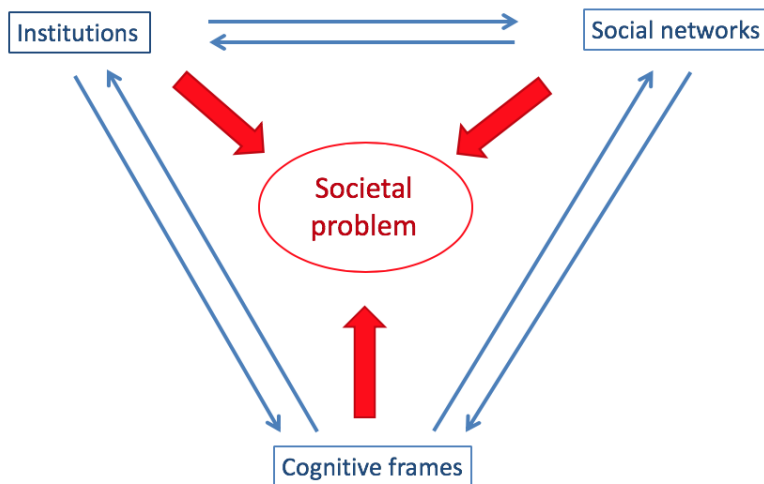 Institutions
Social networks
Societal
problem
Cognitive frames